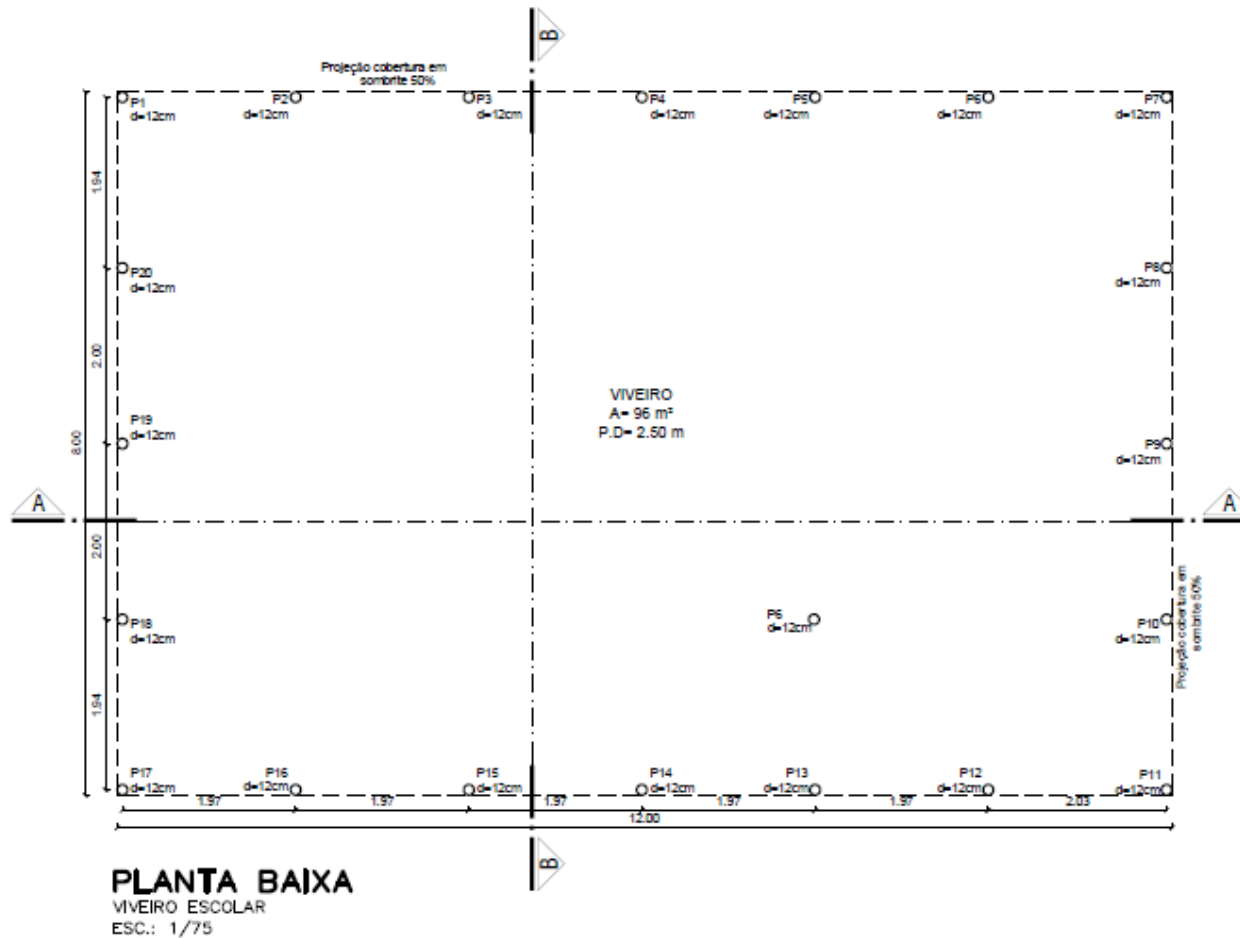 B
Projeção cobertura em
sombrite 50%
P1
d=12cm
P2
d=12cm
P3
d=12cm
P4
d=12cm
P5
d=12cm
P6
d=12cm
P7
d=12cm
1.94
P20
d=12cm
P8
d=12cm
2.00
VIVEIRO
A= 96 m²
P.D= 2.50 m
P19
d=12cm
P9
d=12cm
8.00
A
A
2.00
P18
d=12cm
P6
d=12cm
P10
d=12cm
Projeção cobertura em
sombrite 50%
1.94
P17
d=12cm
P16
d=12cm
P15
d=12cm
P14
d=12cm
P13
d=12cm
P12
d=12cm
P11
d=12cm
1.97
1.97
1.97
1.97
1.97
2.03
12.00
B
PLANTA BAIXA
VIVEIRO ESCOLAR
ESC.: 1/75